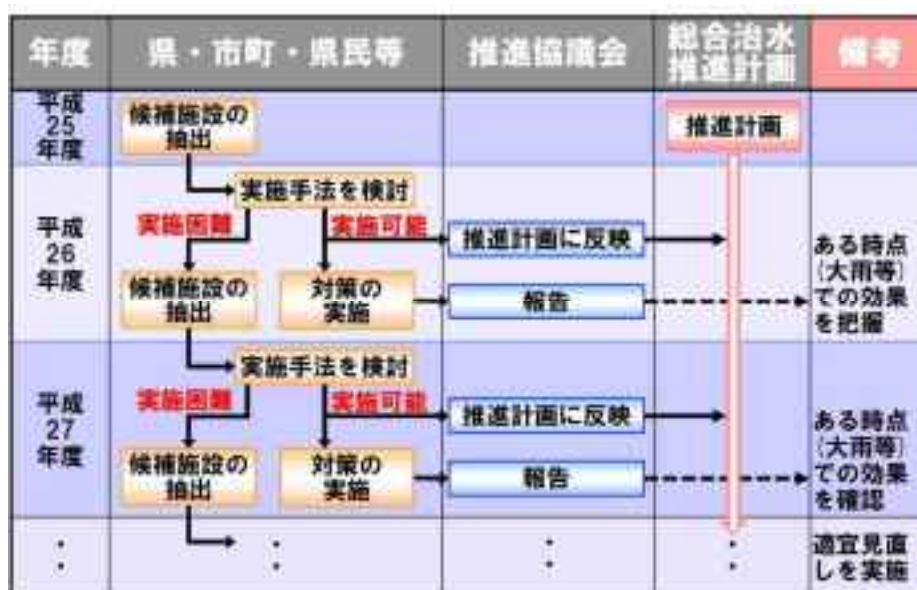 年度
県・市町・県民等
推進協議会
総合治水
推進計画
備考
平成
25
年度
候補施設の
抽出
推進計画
平成
26
年度
実施手法を検討
実施困難
実施可能
推進計画に反映
候補施設の
抽出
対策の
実施
報告
ある時点
(大雨等)
での効果
を把握
平成
27
年度
実施手法を検討
実施困難
実施可能
推進計画に反映
候補施設の
抽出
対策の
実施
報告
ある時点
(大雨等)
での効果
を確認
適宜見直
しを実施